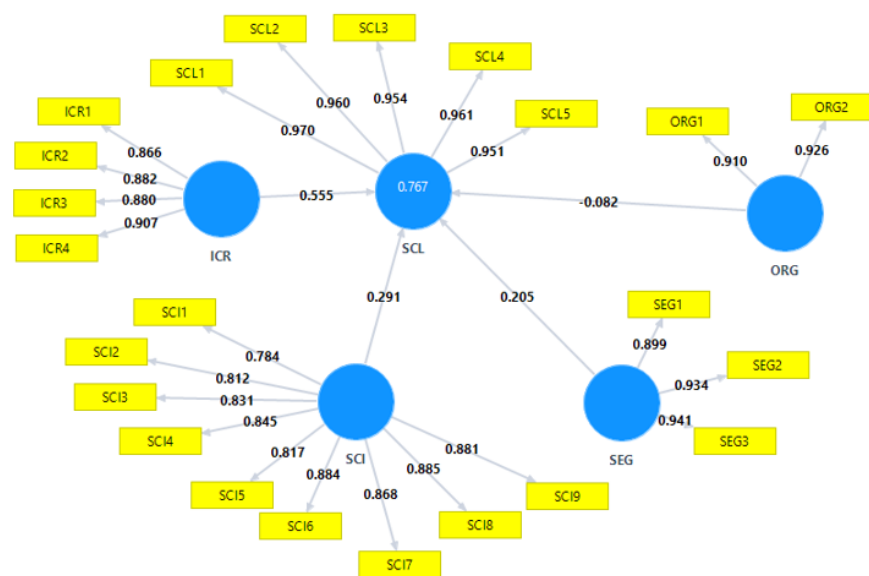 SCL2
SCL3
SCL1
SCL4
ICR1
SCL5
ORG1
ORG2
0.960
0.954
0.961
0.970
0.951
0.866
ICR2
0.882
ICR3
0.880
0.907
ICR4
0.910
0.926
0.767
0.555
-0.082
ICR
SCL
ORG
0.291
0.205
SCI1
SCI2
SCI3
SCI4
0.784
0.812
0.831
0.845
0.817
0.884
0.868
0.885
0.881
SCI
SCI5
SCI6
SCI7
SCI8
SCI9
SEG1
0.899
SEG2
0.934
0.941
SEG3
SEG